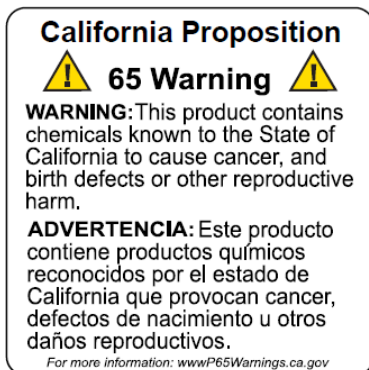 California Proposition
65 Warning
WARNING: This product contains
chemicals known to the State of
California to cause cancer, and
birth defects or other reproductive
harm.
ADVERTENCIA: Este producto
contiene productos químicos
reconocidos por el estado de
California que provocan cancer,
defectos de nacimiento u otros
daños reproductivos.
For more information: wwwP65Warnings.ca.gov